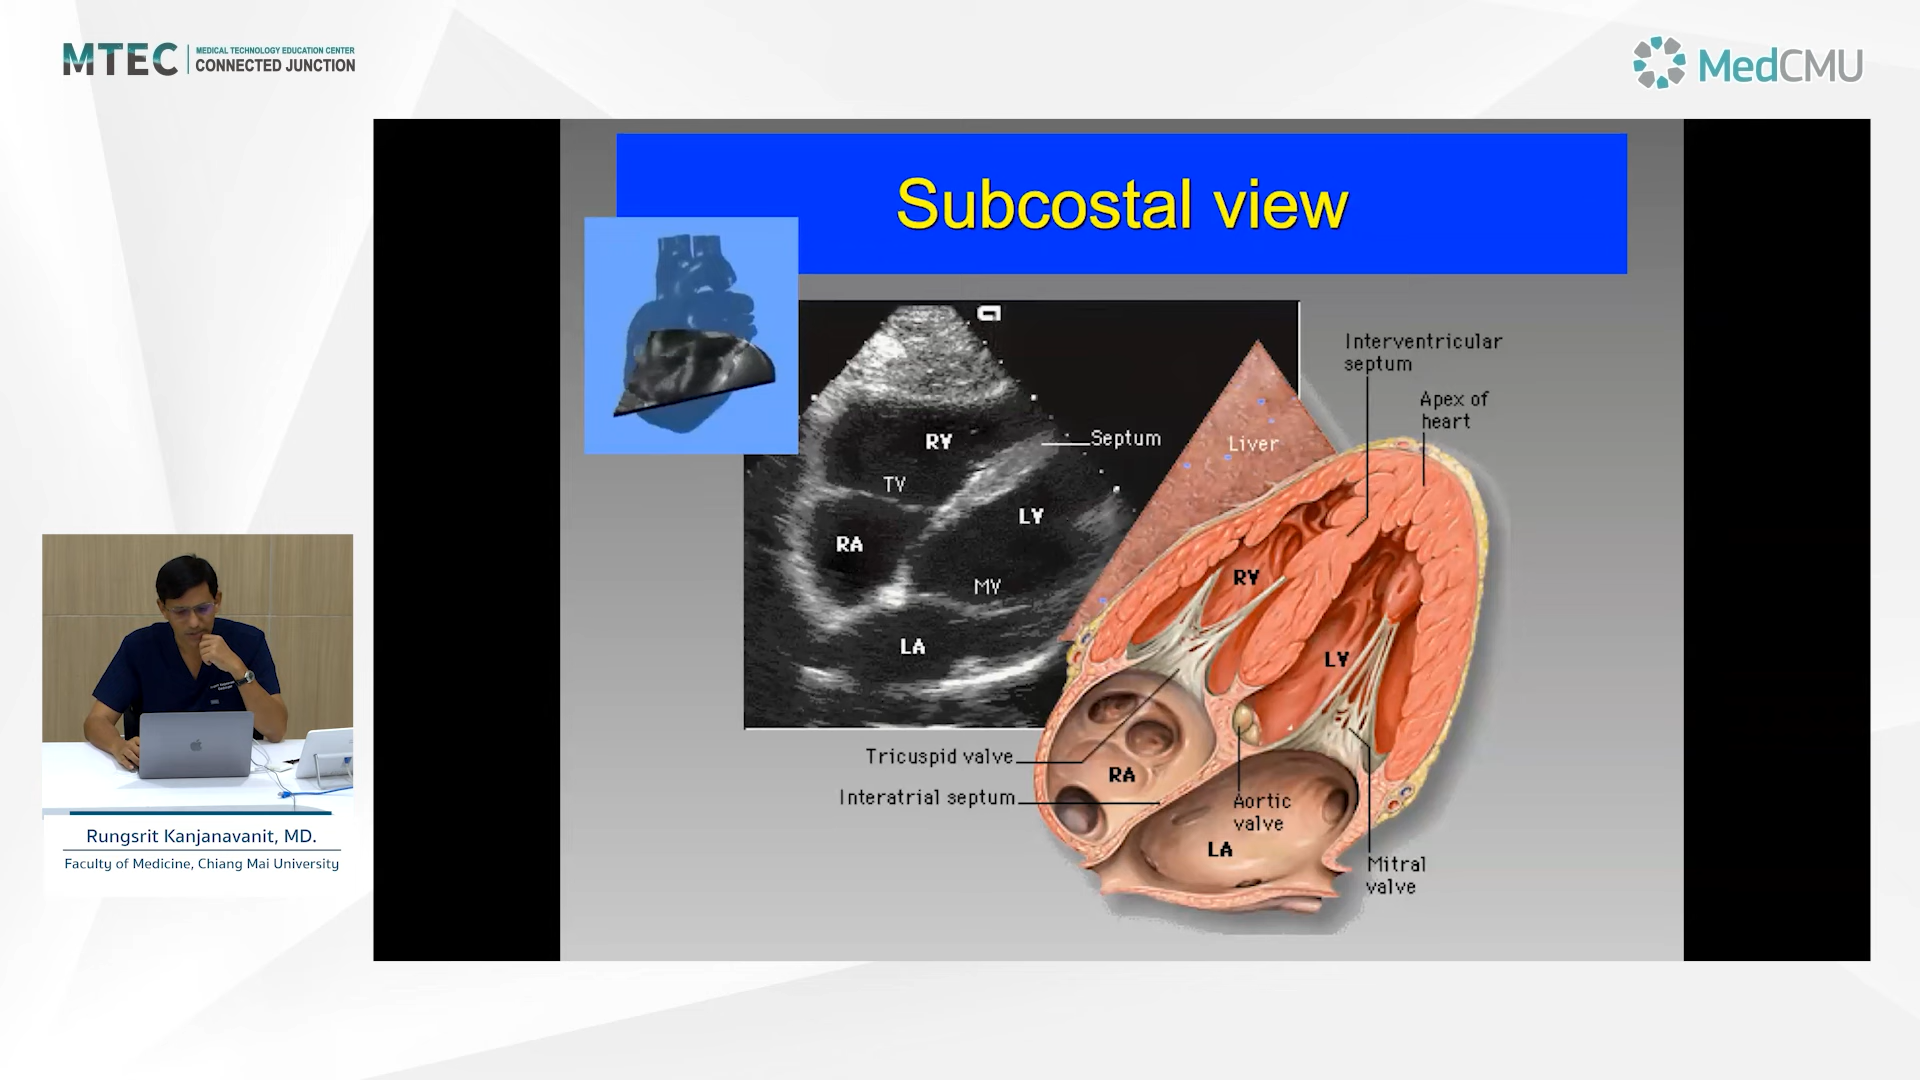 MTEC
MEDICAL TECHNOLOGY EDUCATION CENTER
CONNECTED JUNCTION
MedCMU
Subcostal view
RV
Septum
TV
LV
RA
MV
LA
Interventricular
septum
Apex of
heart
Liver
RV
LV
Tricuspid valve
Interatrial septum
RA
Aortic
valve
LA
Mitral
valve
Rungsrit Kanjanavanit, MD.
Faculty of Medicine, Chiang Mai University